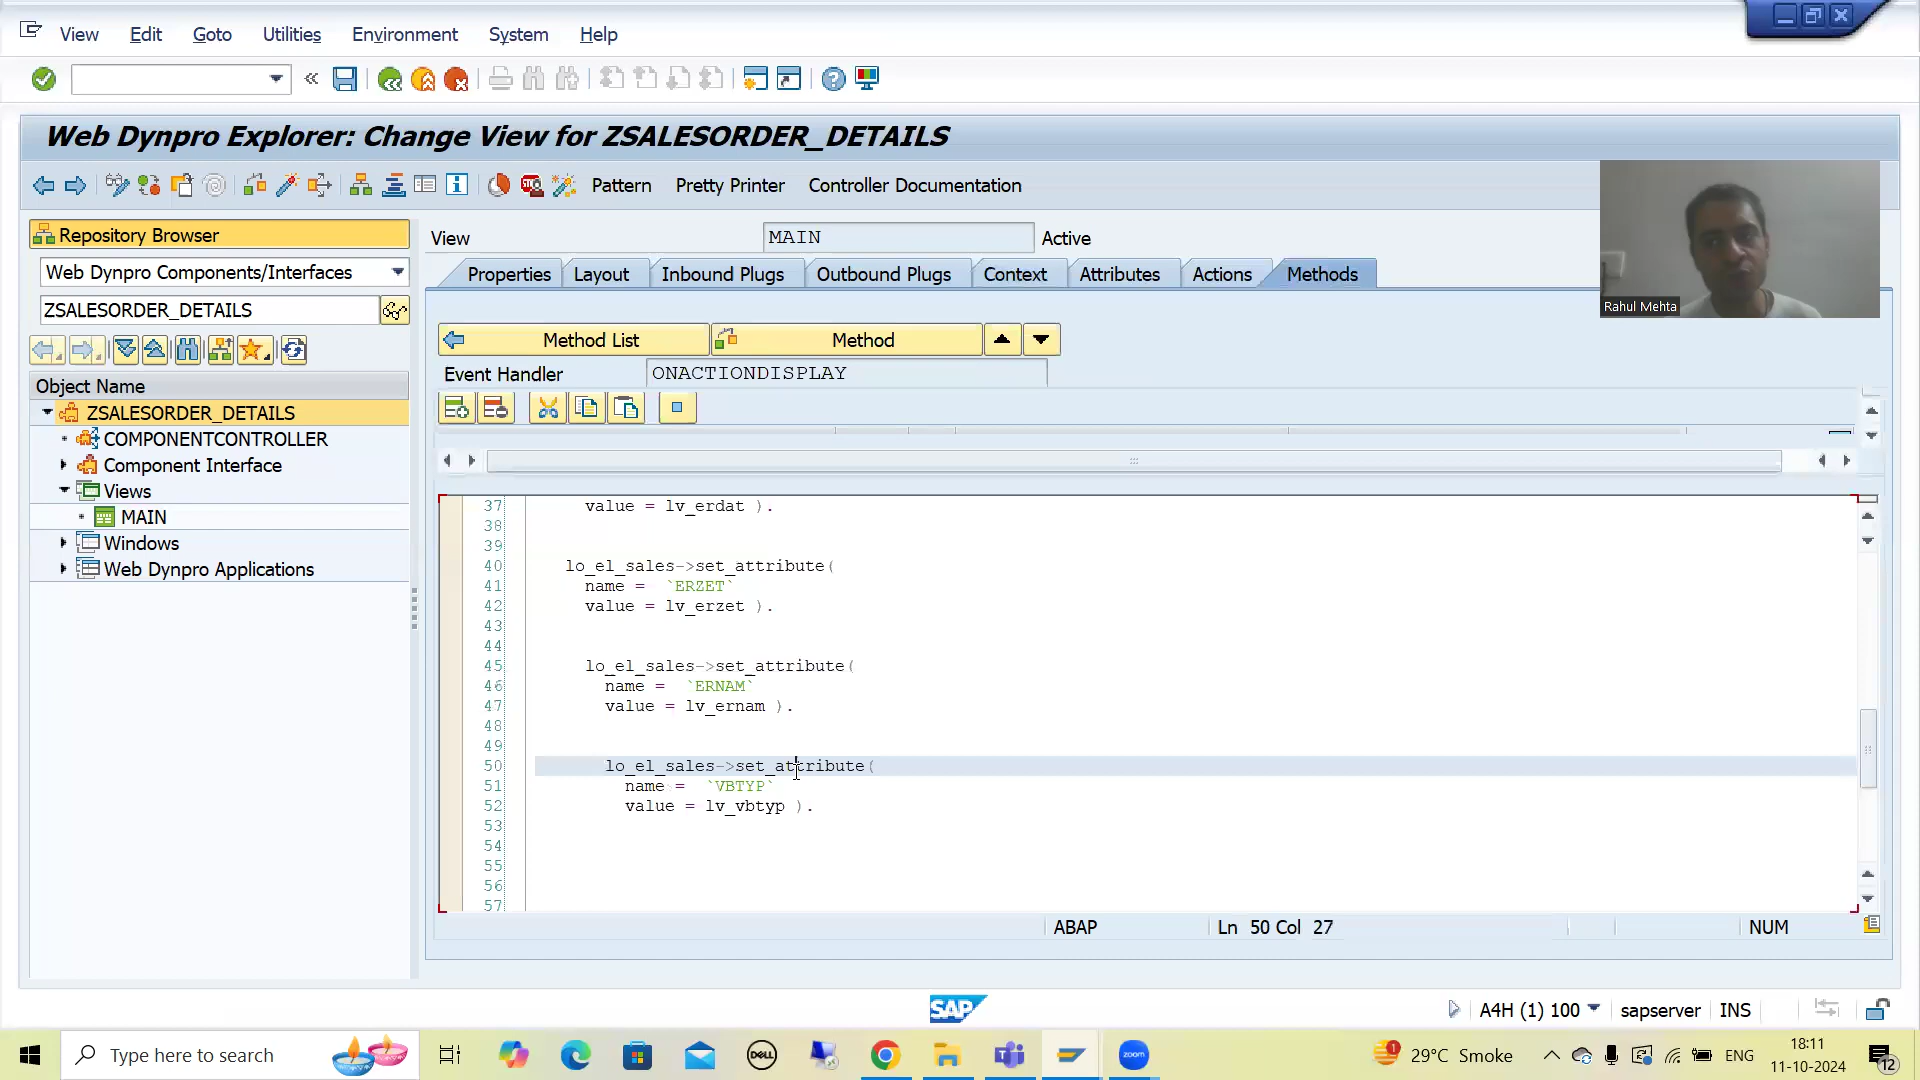 View Edit Goto Utilities Environment System Help
Web Dynpro Explorer: Change View for ZSALESORDER_DETAILS
Pattern Pretty Printer Controller Documentation
Rahul Mehta
Repository Browser
Web Dynpro Components/Interfaces
ZSALESORDER_DETAILS
Object Name
ZSALESORDER_DETAILS
COMPONENTCONTROLLER
Component Interface
Views
MAIN
Windows
Web Dynpro Applications
View MAIN Active
Properties Layout Inbound Plugs Outbound Plugs Context Attributes Actions Methods
Method List Method
Event Handler ONACTIONDISPLAY
37 value = lv_erdat ).
38
39
40 lo_el_sales->set_attribute(
41 name = `ERZET`
42 value = lv_erzet ).
43
44
45 lo_el_sales->set_attribute(
46 name = `ERNAM`
47 value = lv_ernam ).
48
49
50 lo_el_sales->set_attribute(
51 name = `VBTYP`
52 value = lv_vbtyp ).
53
54
55
56
57
ABAP Ln 50 Col 27 NUM
SAP A4H (1) 100 sapserver INS
Type here to search DELL zoom 1 29°C Smoke ENG 18:11 12
11-10-2024